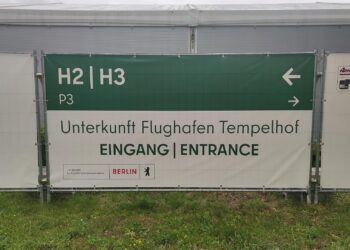 H2 | H3 ←
P3 →
Unterkunft Flughafen Tempelhof
EINGANG | ENTRANCE
BERLIN